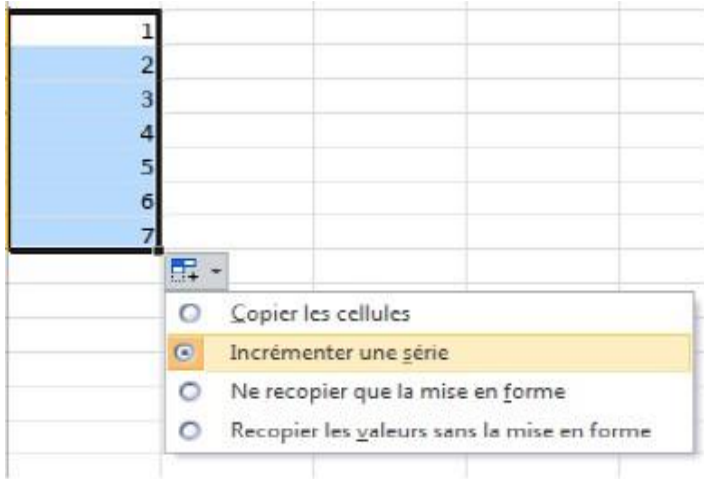 1
2
3
4
5
6
7
Copier les cellules
Incrémenter une série
Ne recopier que la mise en forme
Recopier les valeurs sans la mise en forme